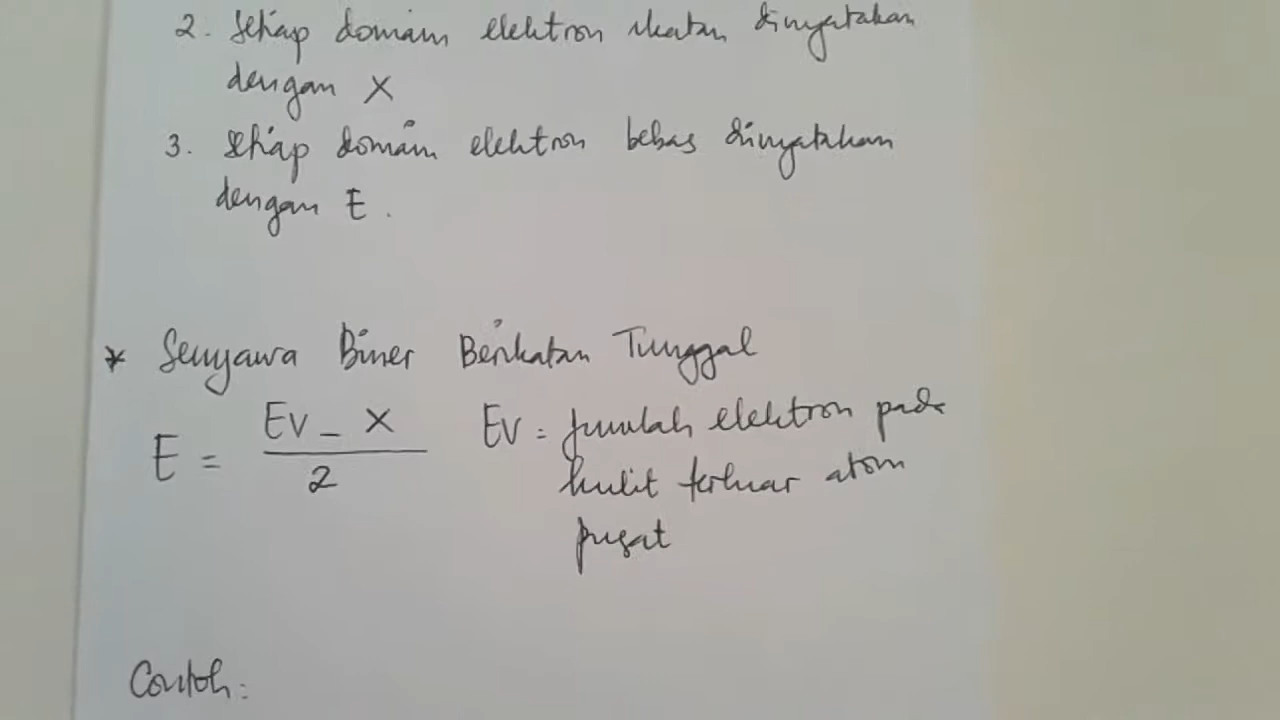 2. Setiap domain elektron ikatan dinyatakan
dengan X
3. Setiap domain elektron bebas dinyatakan
dengan E.
* Senyawa Biner Berikatan Tunggal
E = (EV - X) / 2
EV = Jumlah elektron pada
kulit terluar atom
pusat
Contoh: